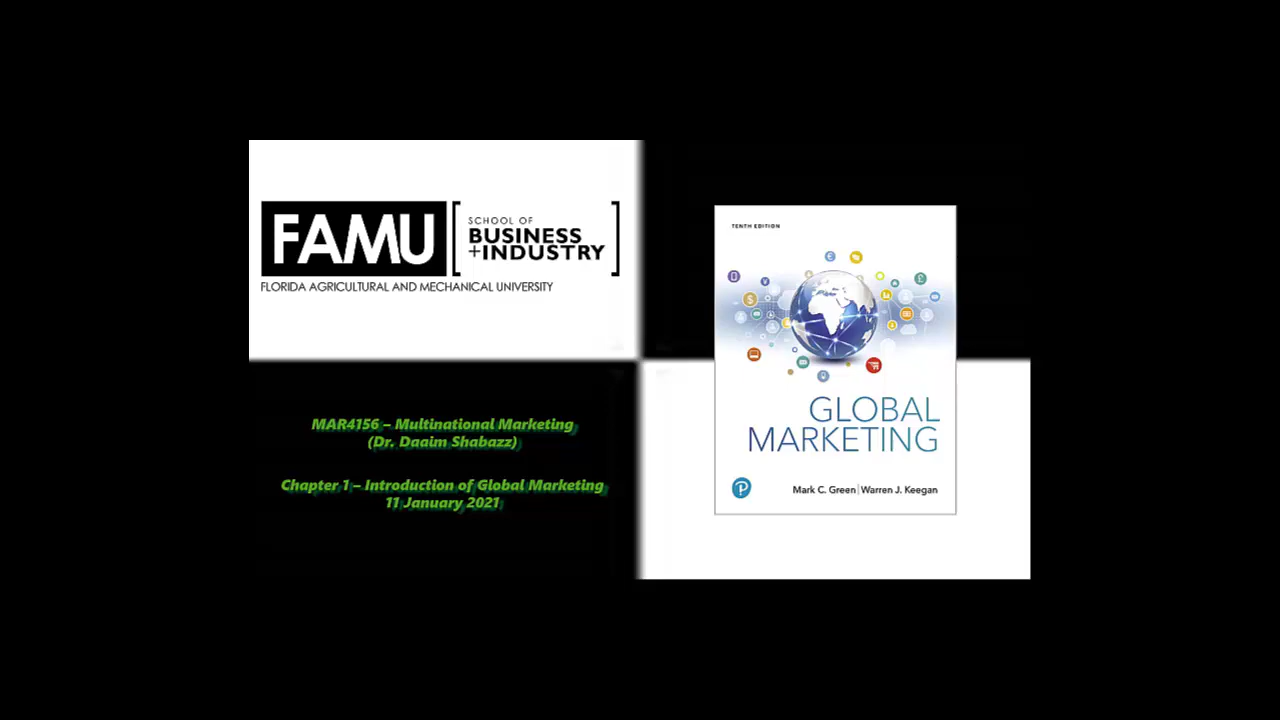 FAMU
SCHOOL OF
BUSINESS
+INDUSTRY
FLORIDA AGRICULTURAL AND MECHANICAL UNIVERSITY
MAR4156 – Multinational Marketing
(Dr. Daaim Shabazz)
Chapter 1 – Introduction of Global Marketing
11 January 2021
TENTH EDITION
GLOBAL
MARKETING
P
Mark C. Green | Warren J. Keegan